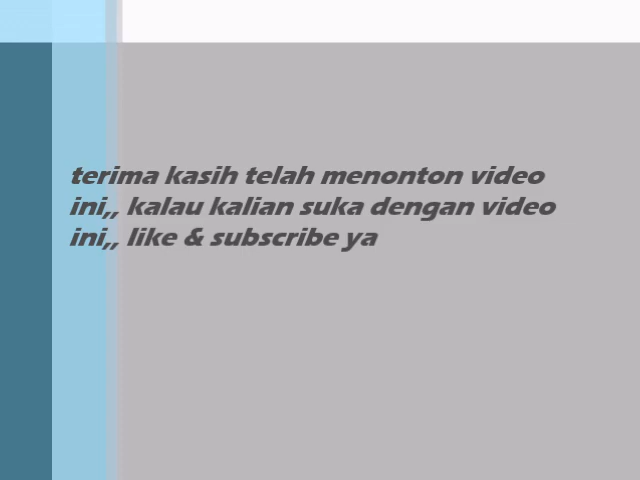 terima kasih telah menonton video
ini,, kalau kalian suka dengan video
ini,, like & subscribe ya